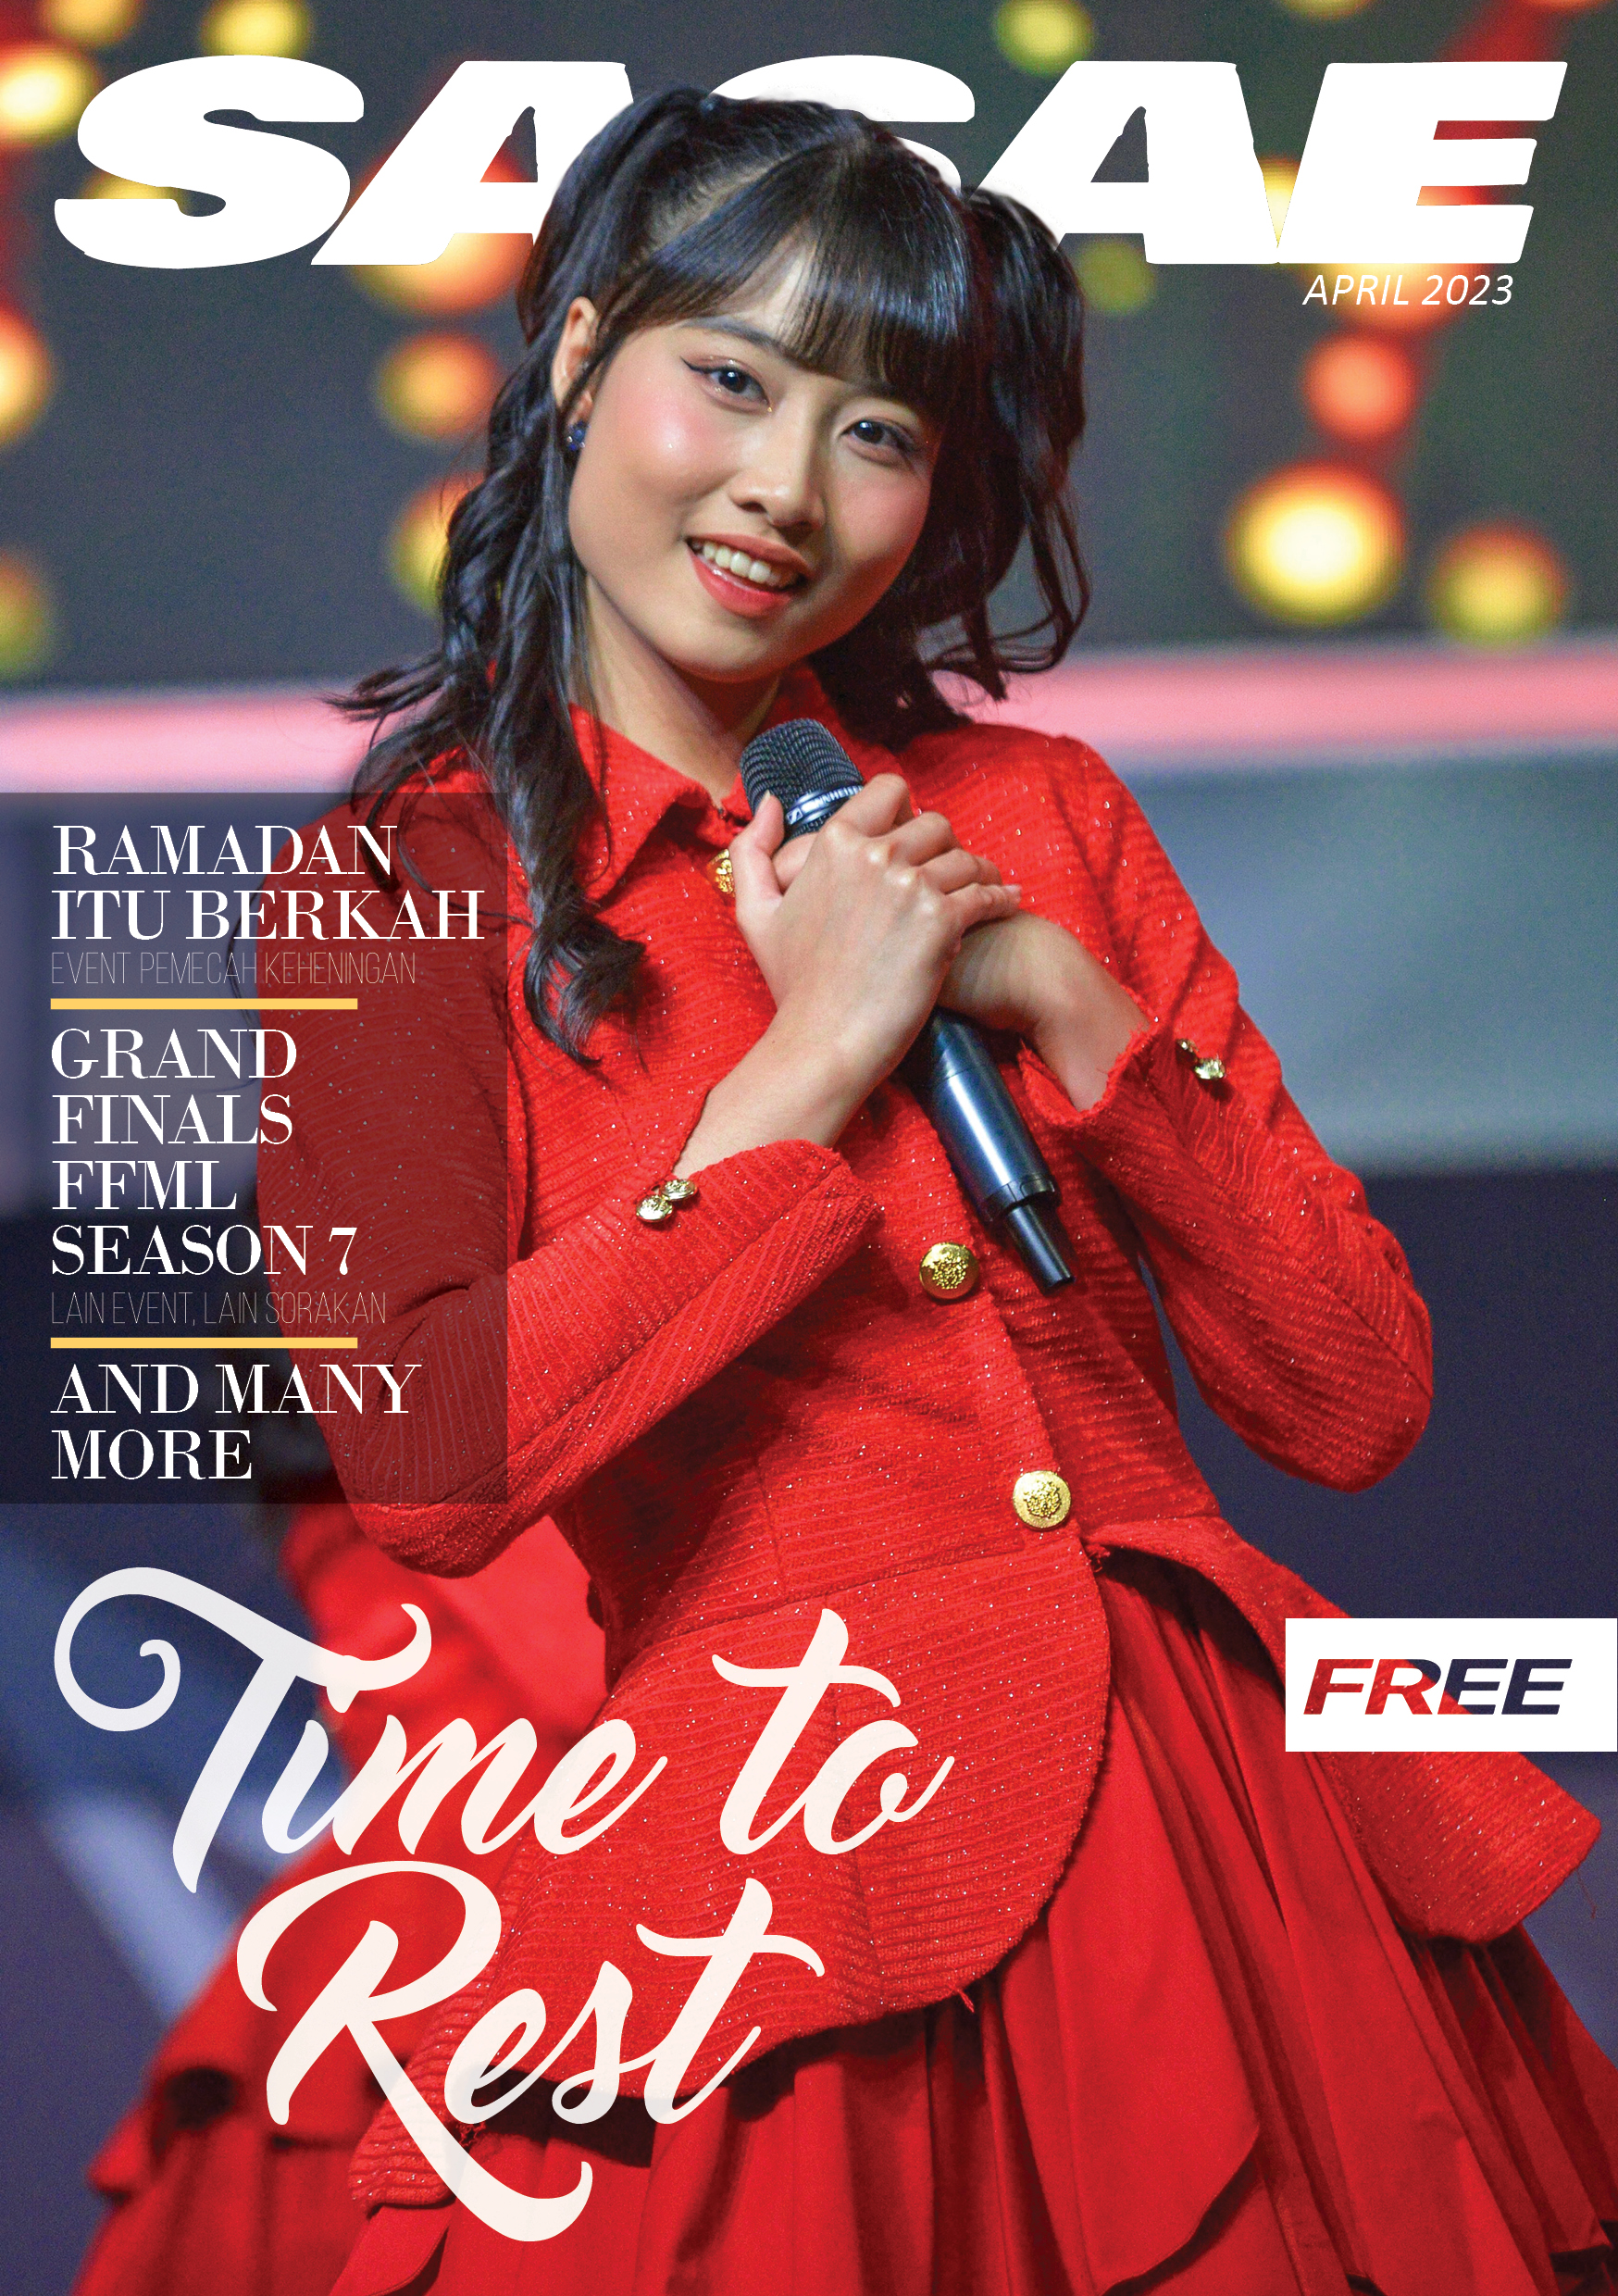 SASAE
APRIL 2023
SENNHEISER
RAMADAN
ITU BERKAH
EVENT PEMECAH KEHENINGAN
GRAND
FINALS
FFML
SEASON 7
LAIN EVENT, LAIN SORAKAN
AND MANY
MORE
FREE
Time to
Rest